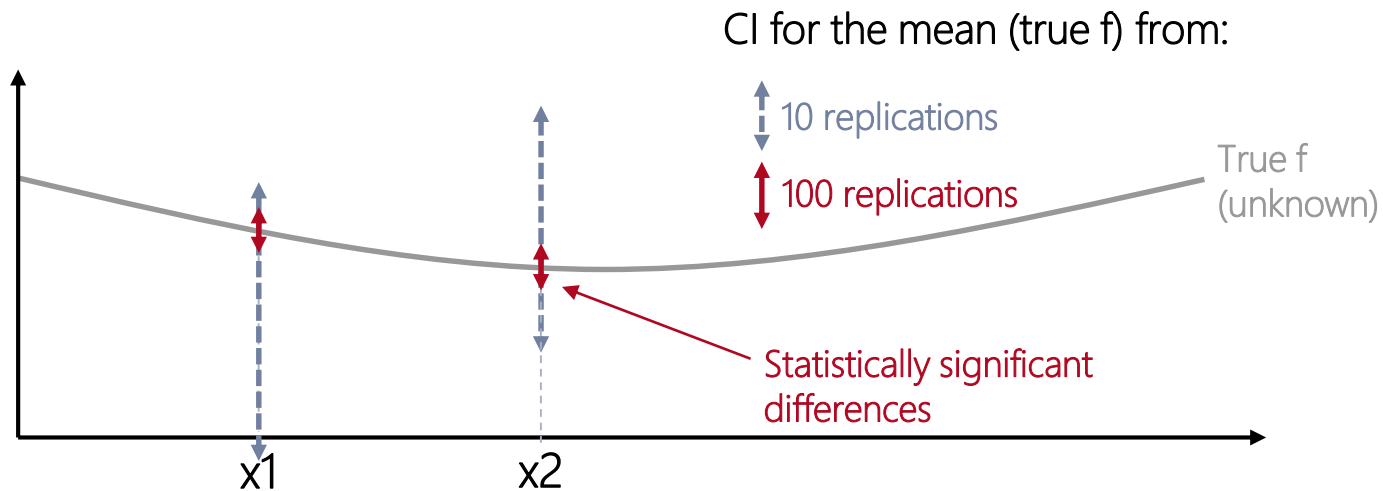 CI for the mean (true f) from:
10 replications
100 replications
True f
(unknown)
Statistically significant
differences
x1
x2